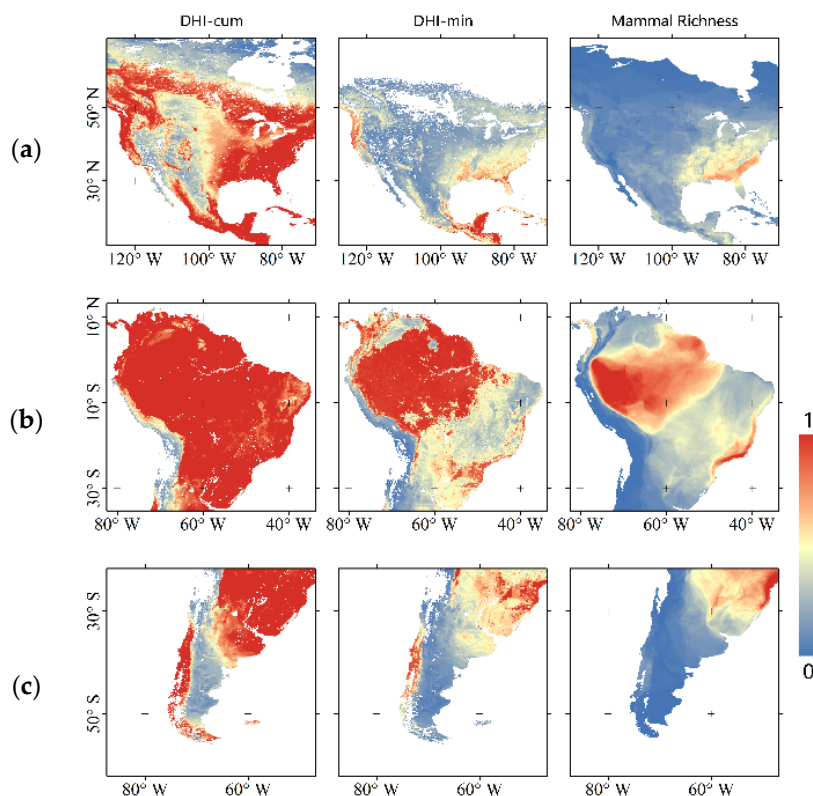 DHI-cum DHI-min Mammal Richness
(a)
50° N
30° N
120° W 100° W 80° W 120° W 100° W 80° W 120° W 100° W 80° W
(b)
10° N
10° S
30° S
80° W 60° W 40° W 80° W 60° W 40° W 80° W 60° W 40° W
1
0
(c)
30° S
50° S
80° W 60° W 80° W 60° W 80° W 60° W